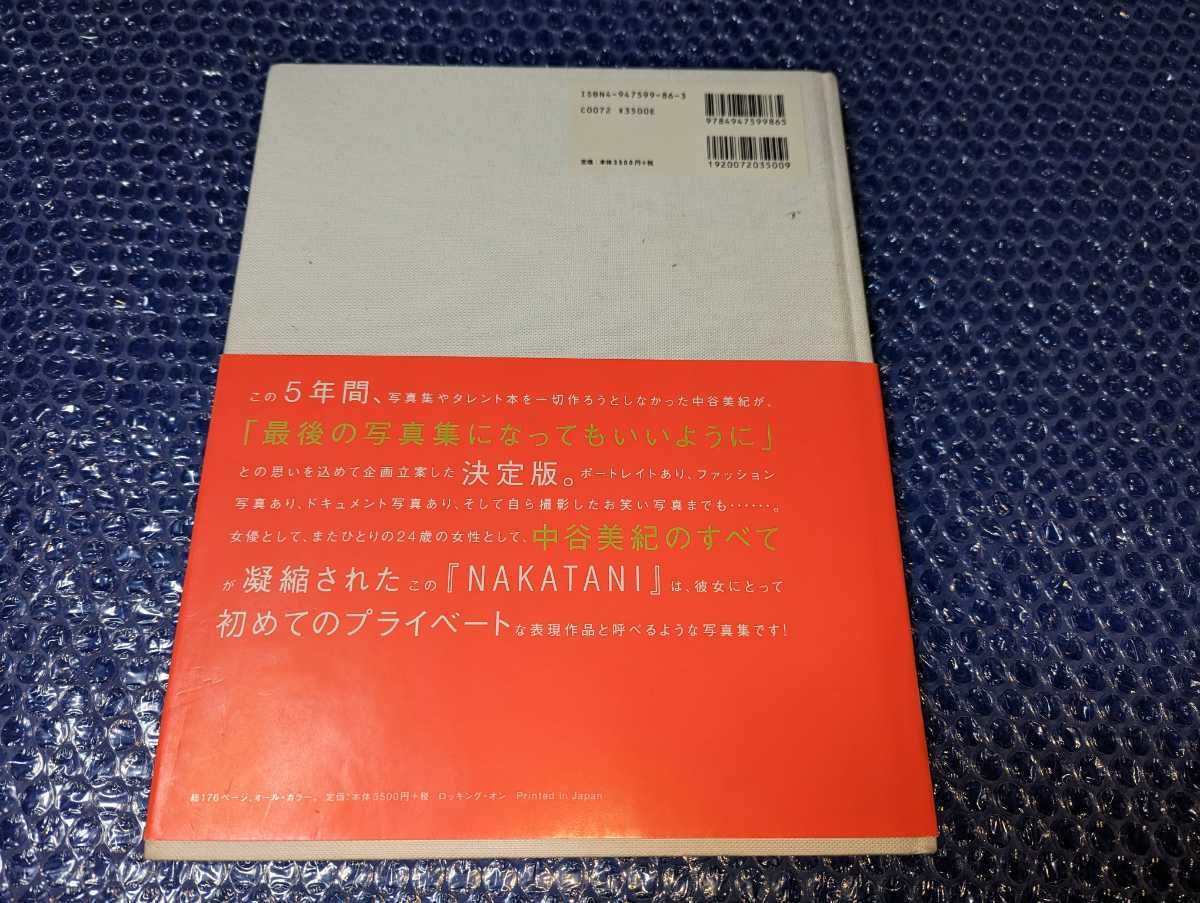 ISBN4-947599-86-3
C0072 ¥3500E
9784947599865
定価：本体3500円＋税
1920072035009
この5年間、写真集やタレント本を一切作ろうとしなかった中谷美紀が、
「最後の写真集になってもいいように」
との思いを込めて企画立案した決定版。ポートレイトあり、ファッション
写真あり、ドキュメント写真あり、そして自ら撮影したお笑い写真までも‥‥‥。
女優として、またひとりの24歳の女性として、中谷美紀のすべて
が凝縮されたこの『NAKATANI』は、彼女にとって
初めてのプライベートな表現作品と呼べるような写真集です！
総176ページ、オール・カラー。 定価：本体3500円＋税 ロッキング・オン Printed in Japan